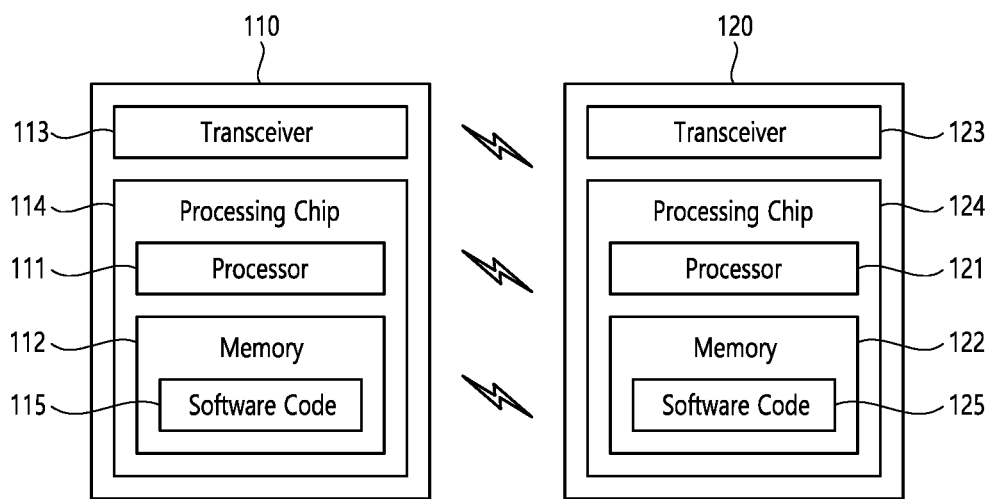 110 120
113 Transceiver Transceiver 123
114 Processing Chip Processing Chip 124
111 Processor Processor 121
112 Memory Memory 122
115 Software Code Software Code 125